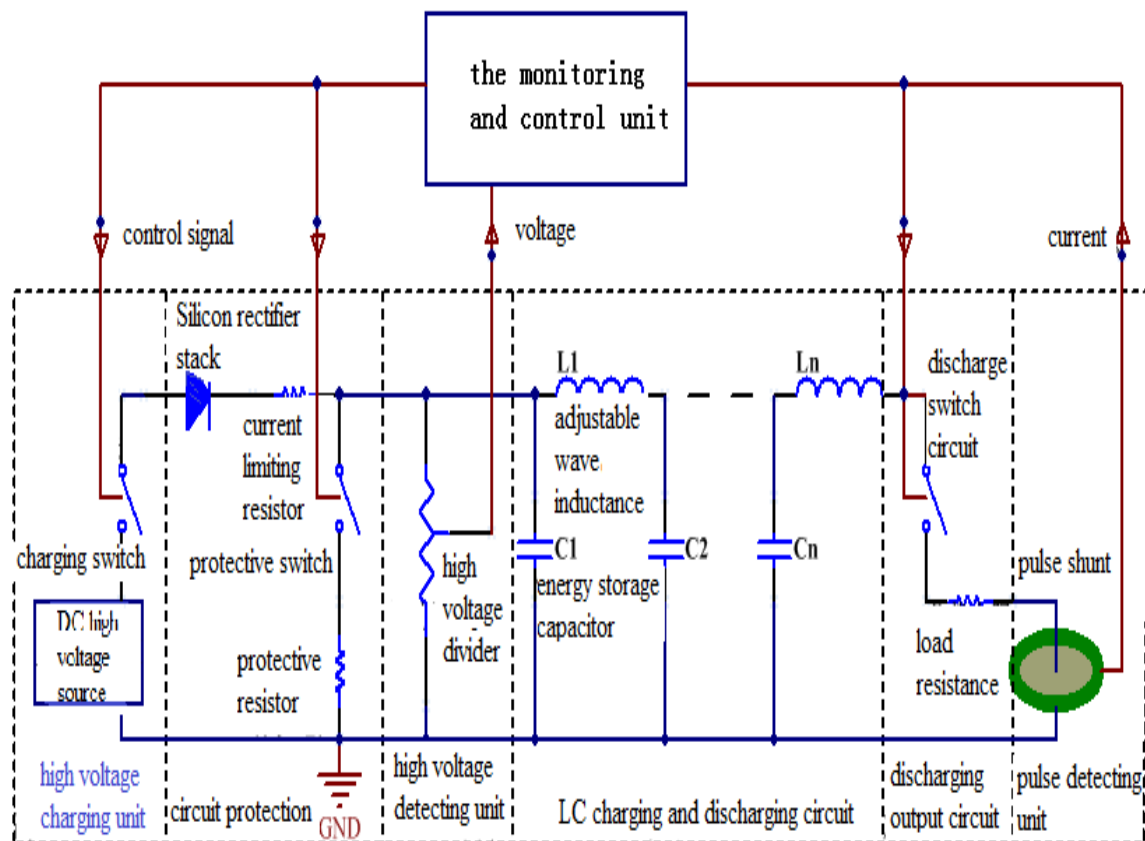 the monitoring
and control unit
control signal
voltage
current
Silicon rectifier
stack
current
limiting
resistor
charging switch
protective switch
DC high
voltage
source
protective
resistor
high
voltage
divider
L1
adjustable
wave
inductance
Ln
C1
C2
Cn
energy storage
capacitor
discharge
switch
circuit
pulse shunt
load
resistance
high voltage
charging unit
circuit protection
GND
high voltage
detecting unit
LC charging and discharging circuit
discharging
output circuit
pulse detecting
unit